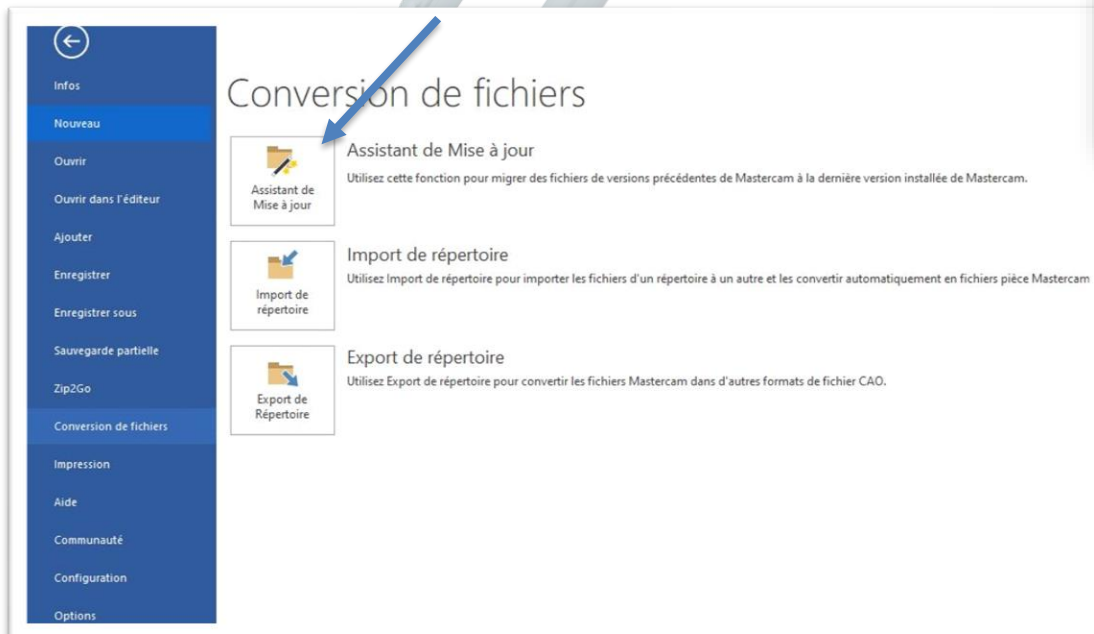 Infos
Nouveau
Ouvrir
Ouvrir dans l'éditeur
Ajouter
Enregistrer
Enregistrer sous
Sauvegarde partielle
Zip2Go
Conversion de fichiers
Impression
Aide
Communauté
Configuration
Options
Conversion de fichiers
Assistant de
Mise à jour
Assistant de Mise à jour
Utilisez cette fonction pour migrer des fichiers de versions précédentes de Mastercam à la dernière version installée de Mastercam.
Import de
répertoire
Import de répertoire
Utilisez Import de répertoire pour importer les fichiers d'un répertoire à un autre et les convertir automatiquement en fichiers pièce Mastercam
Export de
Répertoire
Export de répertoire
Utilisez Export de répertoire pour convertir les fichiers Mastercam dans d'autres formats de fichier CAO.